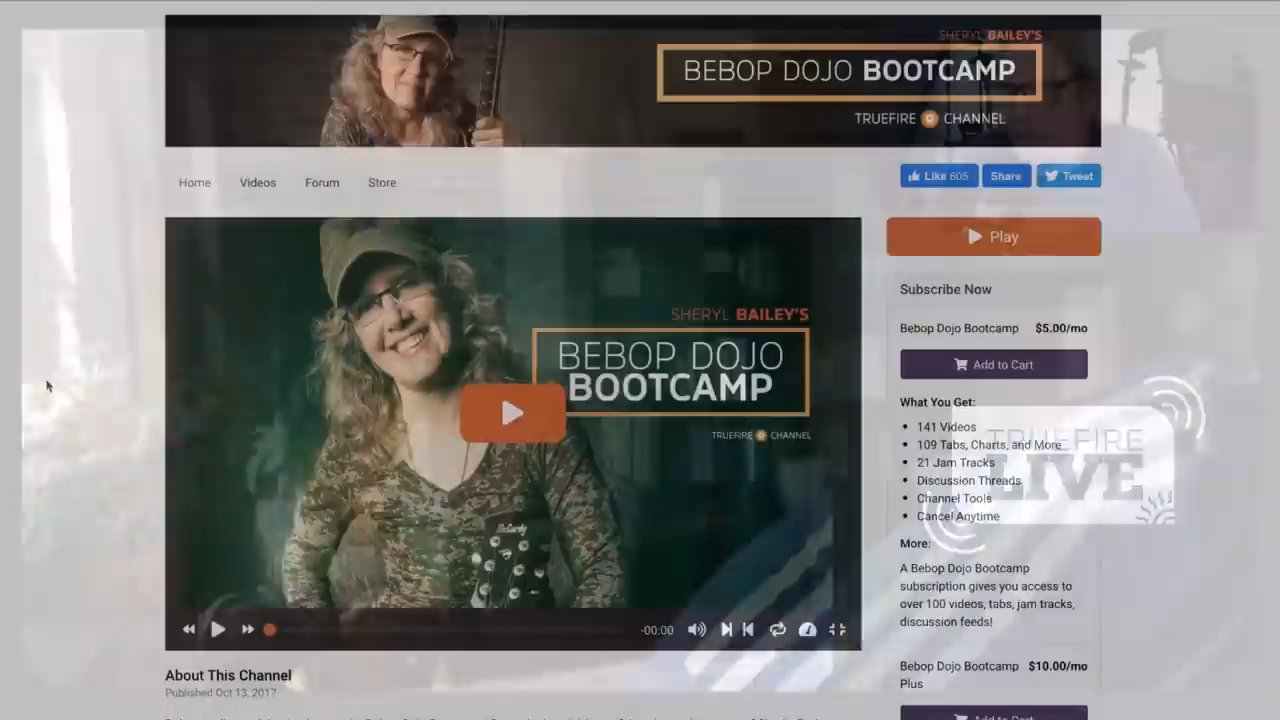 SHERYL BAILEY'S
BEBOP DOJO BOOTCAMP
TRUEFIRE CHANNEL
Home Videos Forum Store
Like 605 Share Tweet
Play
SHERYL BAILEY'S
BEBOP DOJO
BOOTCAMP
TRUEFIRE CHANNEL
McCurdy
-00:00
Subscribe Now
Bebop Dojo Bootcamp $5.00/mo
Add to Cart
What You Get:
• 141 Videos
• 109 Tabs, Charts, and More
• 21 Jam Tracks
• Discussion Threads
• Channel Tools
• Cancel Anytime
TRUEFIRE
LIVE
More:
A Bebop Dojo Bootcamp
subscription gives you access to
over 100 videos, tabs, jam tracks,
discussion feeds!
Bebop Dojo Bootcamp $10.00/mo
Plus
Add to Cart
About This Channel
Published Oct 13, 2017